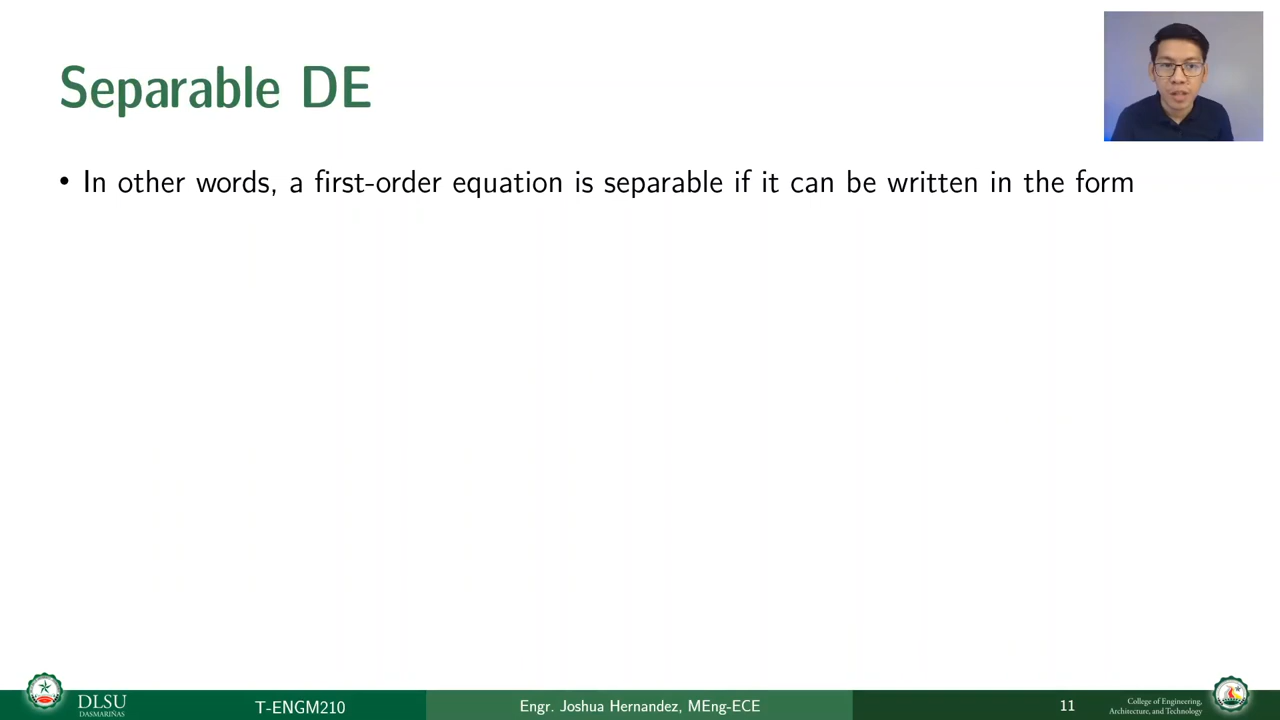 Separable DE
• In other words, a first-order equation is separable if it can be written in the form
DLSU
DASMARIÑAS
T-ENGM210
Engr. Joshua Hernandez, MEng-ECE
11
College of Engineering,
Architecture, and Technology